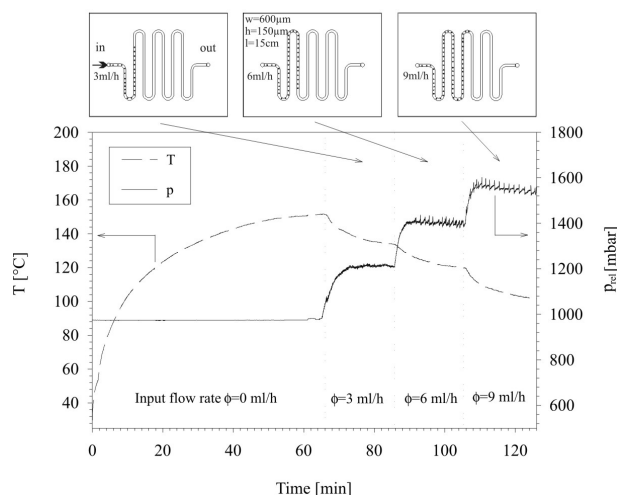 in
out
3ml/h
w=600µm
h=150µm
l=15cm
6ml/h
9ml/h
200
180
160
140
120
100
80
60
40
T [°C]
T
p
1800
1600
1400
1200
1000
800
600
p_rel [mbar]
Input flow rate ϕ=0 ml/h
ϕ=3 ml/h
ϕ=6 ml/h
ϕ=9 ml/h
0 20 40 60 80 100 120
Time [min]